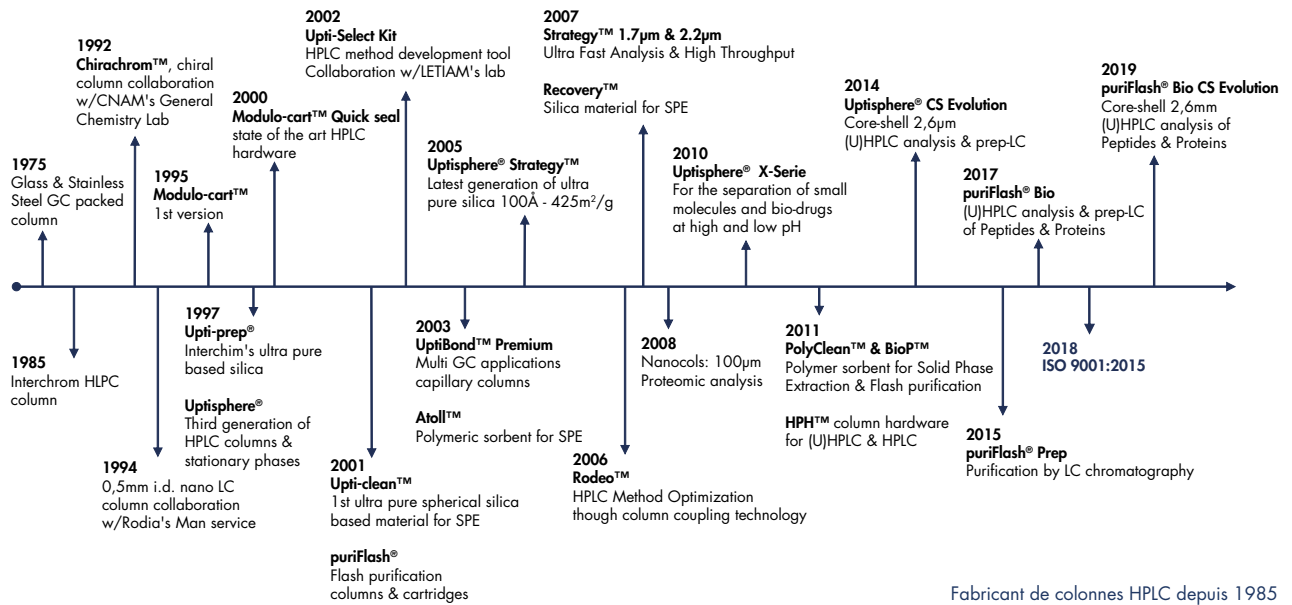 1975
Glass & Stainless
Steel GC packed
column
1985
Interchrom HLPC
column
1992
Chirachrom™, chiral
column collaboration
w/CNAM's General
Chemistry Lab
1994
0,5mm i.d. nano LC
column collaboration
w/Rodia's Man service
1995
Modulo-cart™
1st version
1997
Upti-prep®
Interchim's ultra pure
based silica
Uptisphere®
Third generation of
HPLC columns &
stationary phases
2000
Modulo-cart™ Quick seal
state of the art HPLC
hardware
2001
Upti-clean™
1st ultra pure spherical silica
based material for SPE
puriFlash®
Flash purification
columns & cartridges
2002
Upti-Select Kit
HPLC method development tool
Collaboration w/LETIAM's lab
2003
UptiBond™ Premium
Multi GC applications
capillary columns
Atoll™
Polymeric sorbent for SPE
2005
Uptisphere® Strategy™
Latest generation of ultra
pure silica 100Å - 425m²/g
2006
Rodeo™
HPLC Method Optimization
though column coupling technology
2007
Strategy™ 1.7µm & 2.2µm
Ultra Fast Analysis & High Throughput
Recovery™
Silica material for SPE
2008
Nanocols: 100µm
Proteomic analysis
2010
Uptisphere® X-Serie
For the separation of small
molecules and bio-drugs
at high and low pH
2011
PolyClean™ & BioP™
Polymer sorbent for Solid Phase
Extraction & Flash purification
HPH™ column hardware
for (U)HPLC & HPLC
2014
Uptisphere® CS Evolution
Core-shell 2,6µm
(U)HPLC analysis & prep-LC
2015
puriFlash® Prep
Purification by LC chromatography
2017
puriFlash® Bio
(U)HPLC analysis & prep-LC
of Peptides & Proteins
2018
ISO 9001:2015
2019
puriFlash® Bio CS Evolution
Core-shell 2,6mm
(U)HPLC analysis of
Peptides & Proteins
Fabricant de colonnes HPLC depuis 1985